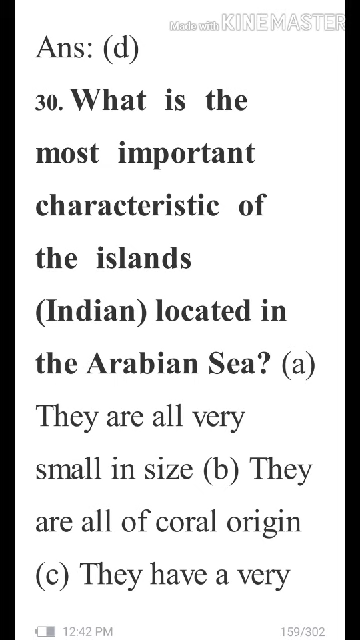 Made with KINEMASTER
Ans: (d)
30. What is the
most important
characteristic of
the islands
(Indian) located in
the Arabian Sea? (a)
They are all very
small in size (b) They
are all of coral origin
(c) They have a very
12:42 PM 159/302